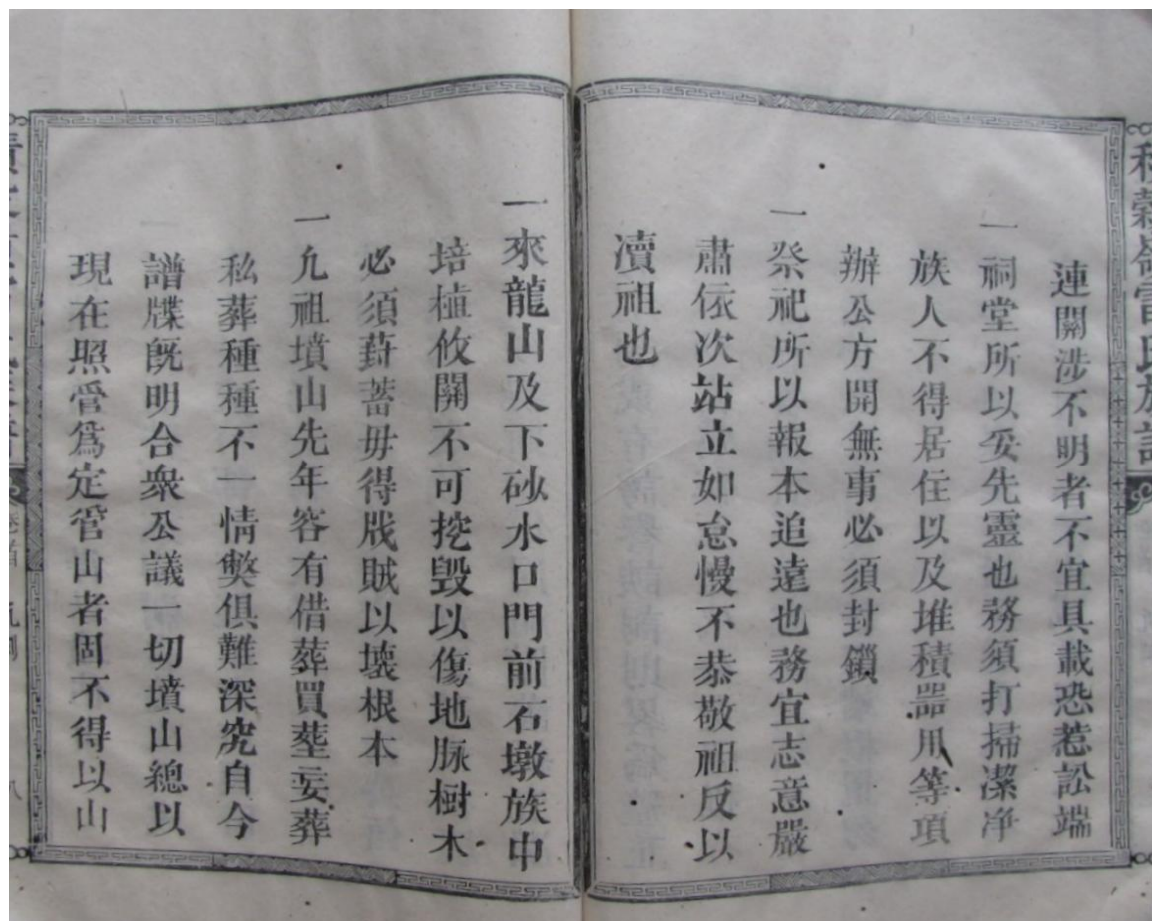 連關涉不明者不宜具載恐惹訟端
一祠堂所以妥先靈也務須打掃潔净
族人不得居住以及堆積器用等項
辦公方開無事必須封鎖
一祭祀所以報本追遠也務宜志意嚴
肅依次站立如怠慢不恭敬祖反以
凟祖也
一來龍山及下砂水口門前石墩族中
培植攸關不可挖毀以傷地脉樹木
必須葑蓄毋得戕賊以壞根本
一九祖墳山先年容有借葬買塟妄葬
私葬種種不一情獘俱難深究自今
譜牒旣明合衆公議一切墳山總以
現在照管爲定管山者固不得以山